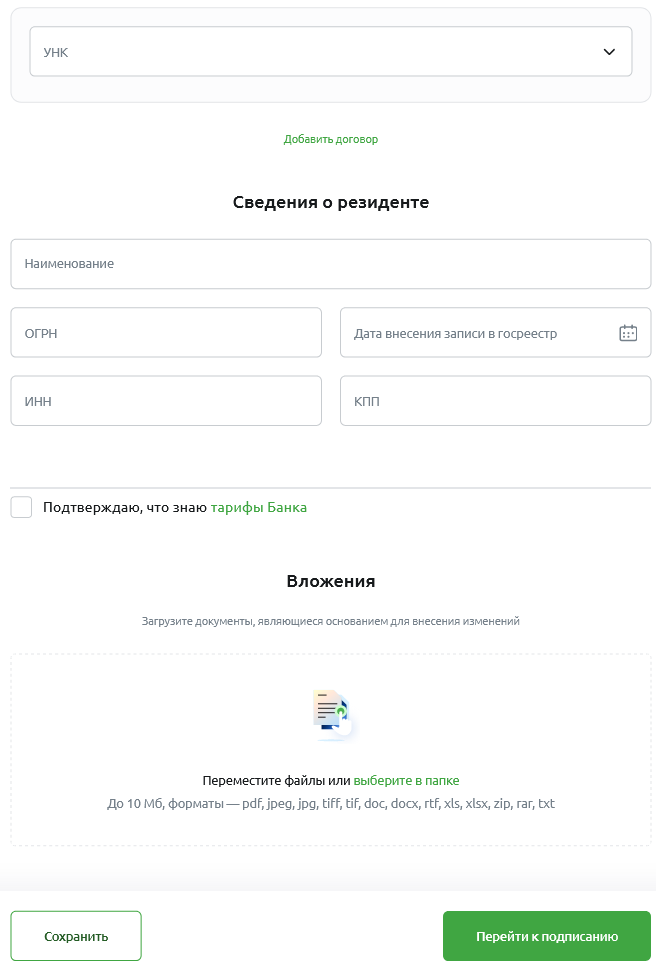 УНК
Добавить договор
Сведения о резиденте
Наименование
ОГРН
Дата внесения записи в госреестр
ИНН
КПП
Подтверждаю, что знаю тарифы Банка
Вложения
Загрузите документы, являющиеся основанием для внесения изменений
Переместите файлы или выберите в папке
До 10 Мб, форматы — pdf, jpeg, jpg, tiff, tif, doc, docx, rtf, xls, xlsx, zip, rar, txt
Сохранить
Перейти к подписанию